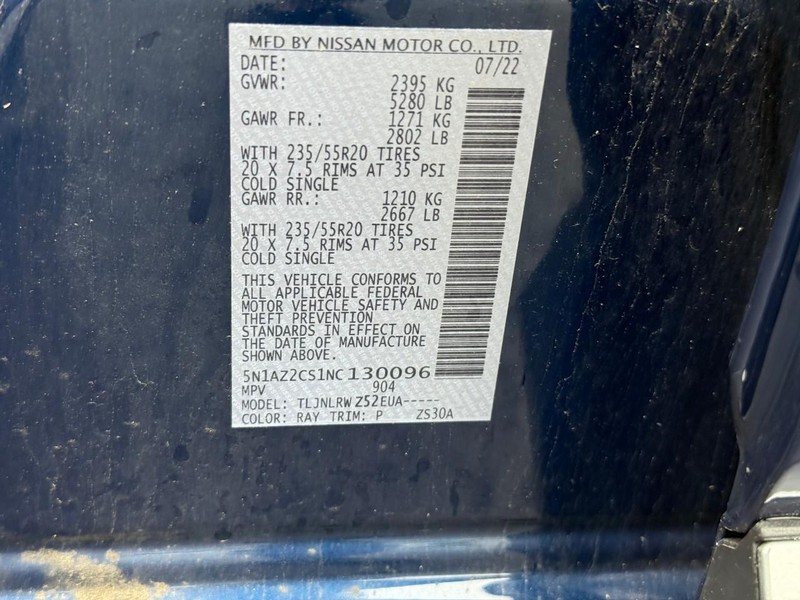 MFD BY NISSAN MOTOR CO., LTD.
DATE: 07/22
GVWR: 2395 KG
5280 LB
GAWR FR.: 1271 KG
2802 LB
WITH 235/55R20 TIRES
20 X 7.5 RIMS AT 35 PSI
COLD SINGLE
GAWR RR.: 1210 KG
2667 LB
WITH 235/55R20 TIRES
20 X 7.5 RIMS AT 35 PSI
COLD SINGLE
THIS VEHICLE CONFORMS TO
ALL APPLICABLE FEDERAL
MOTOR VEHICLE SAFETY AND
THEFT PREVENTION
STANDARDS IN EFFECT ON
THE DATE OF MANUFACTURE
SHOWN ABOVE.
5N1AZ2CS1NC130096
MPV 904
MODEL: TLJNLRW Z52EUA-----
COLOR: RAY TRIM: P ZS30A